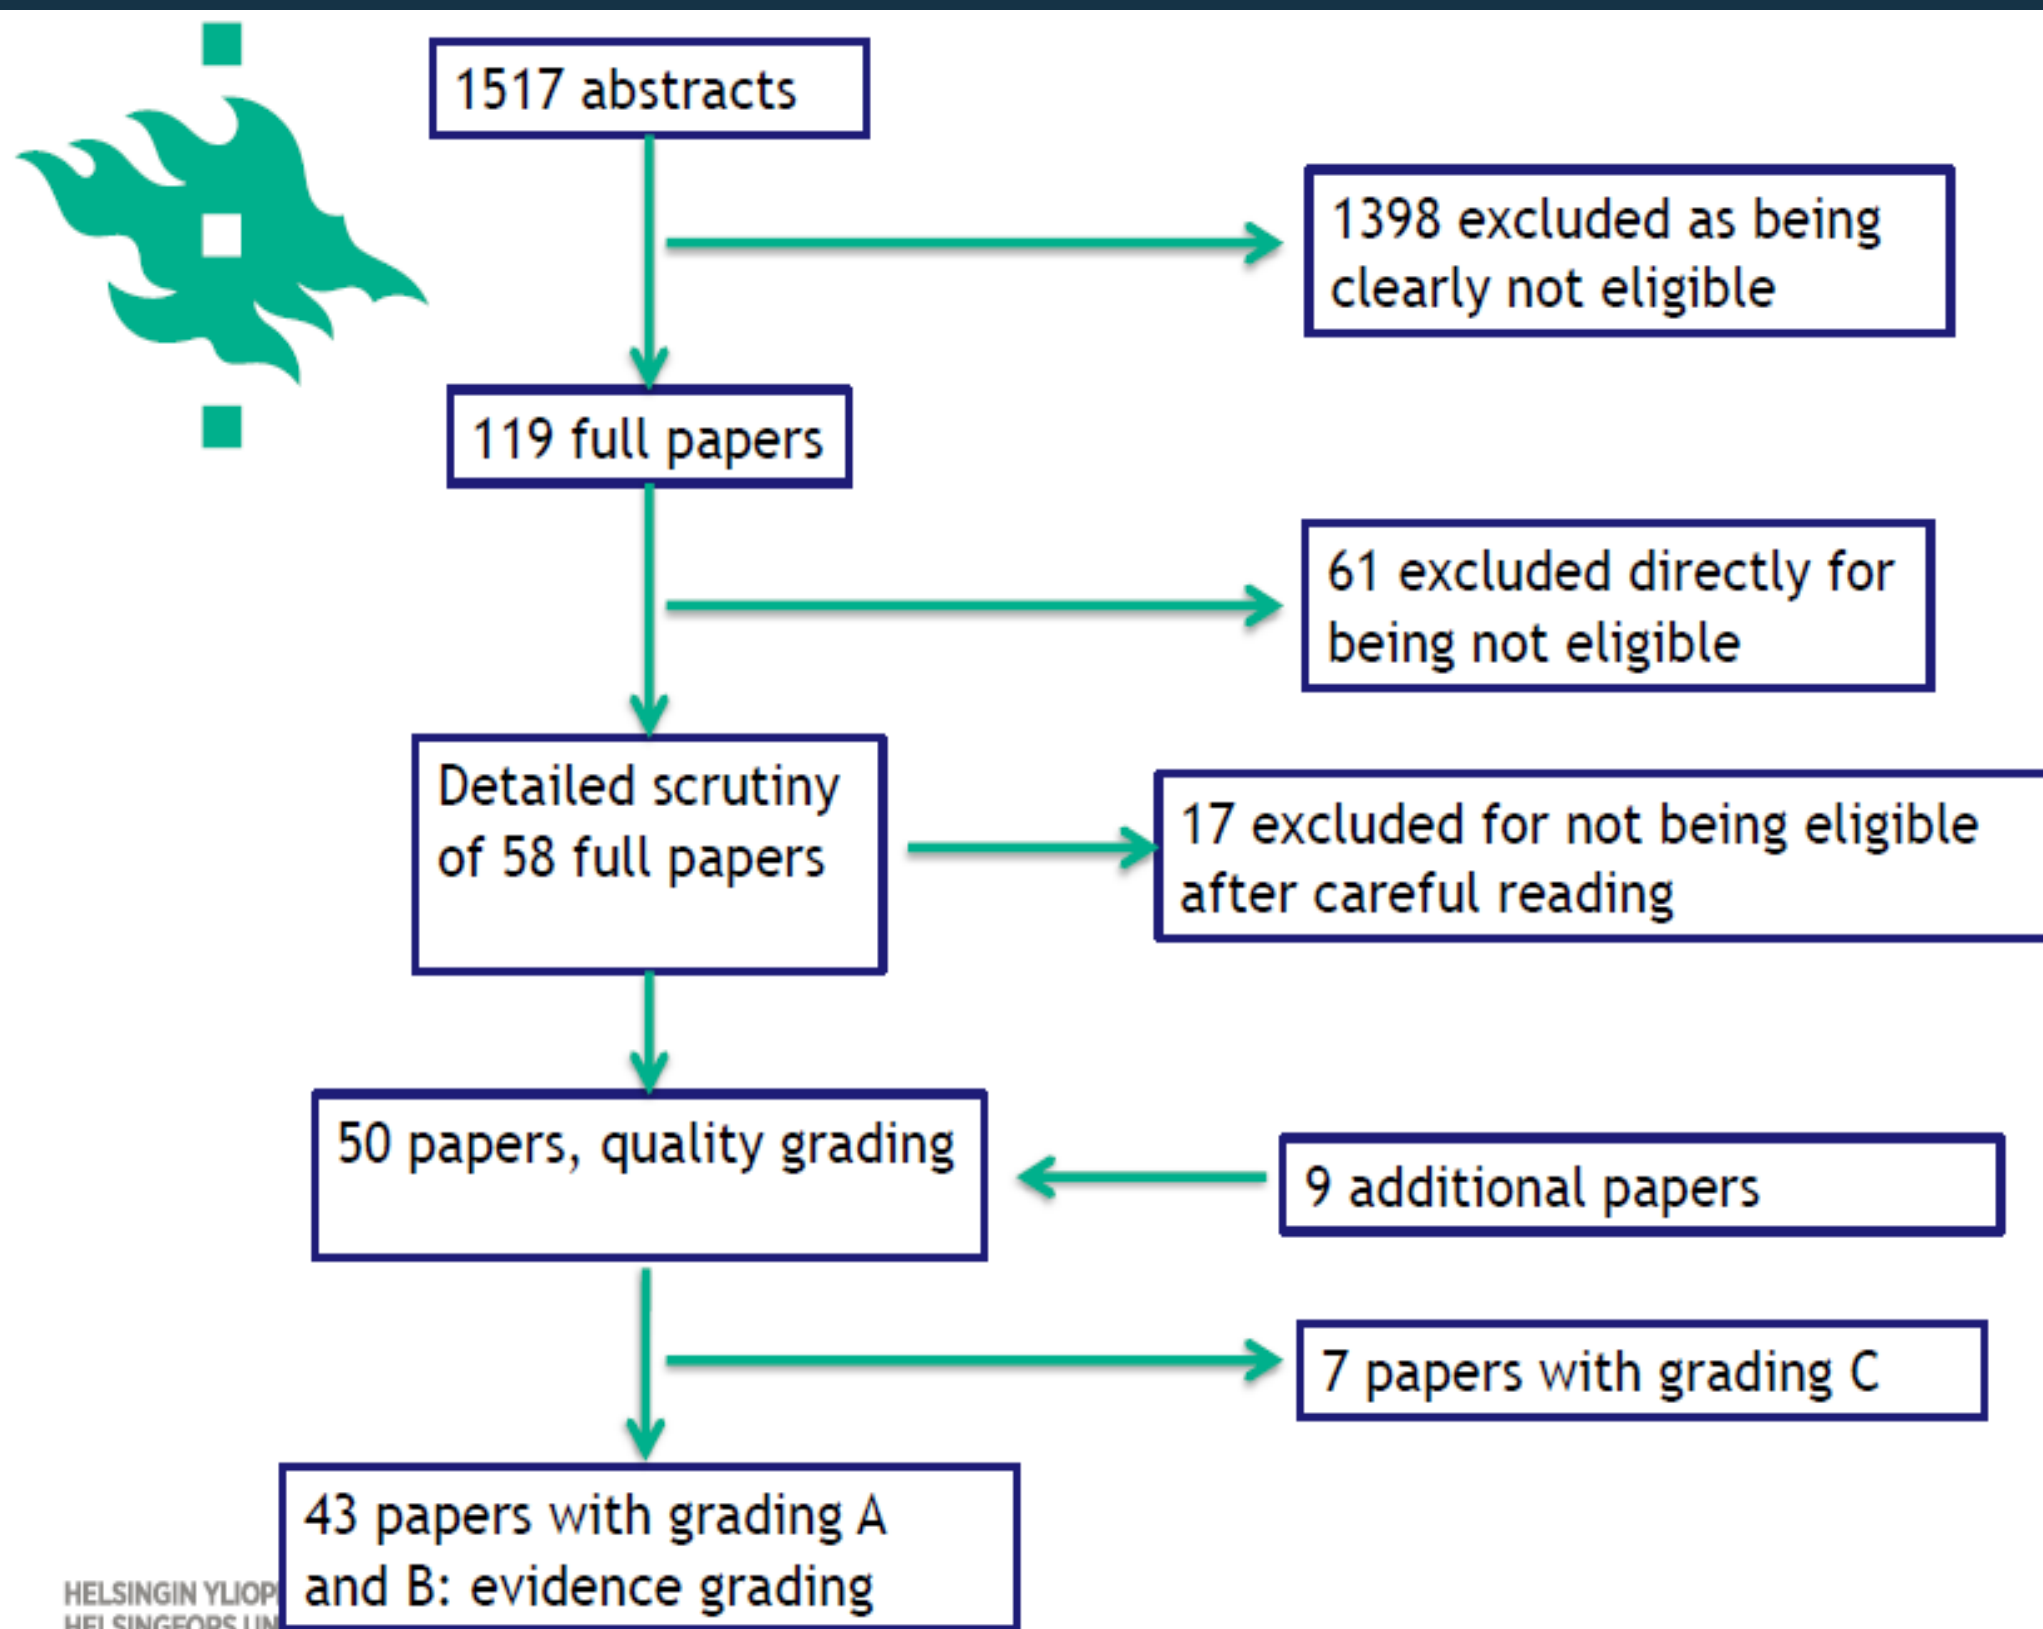 1517 abstracts
1398 excluded as being
clearly not eligible
119 full papers
61 excluded directly for
being not eligible
Detailed scrutiny
of 58 full papers
17 excluded for not being eligible
after careful reading
50 papers, quality grading
9 additional papers
7 papers with grading C
43 papers with grading A
and B: evidence grading
HELSINGIN